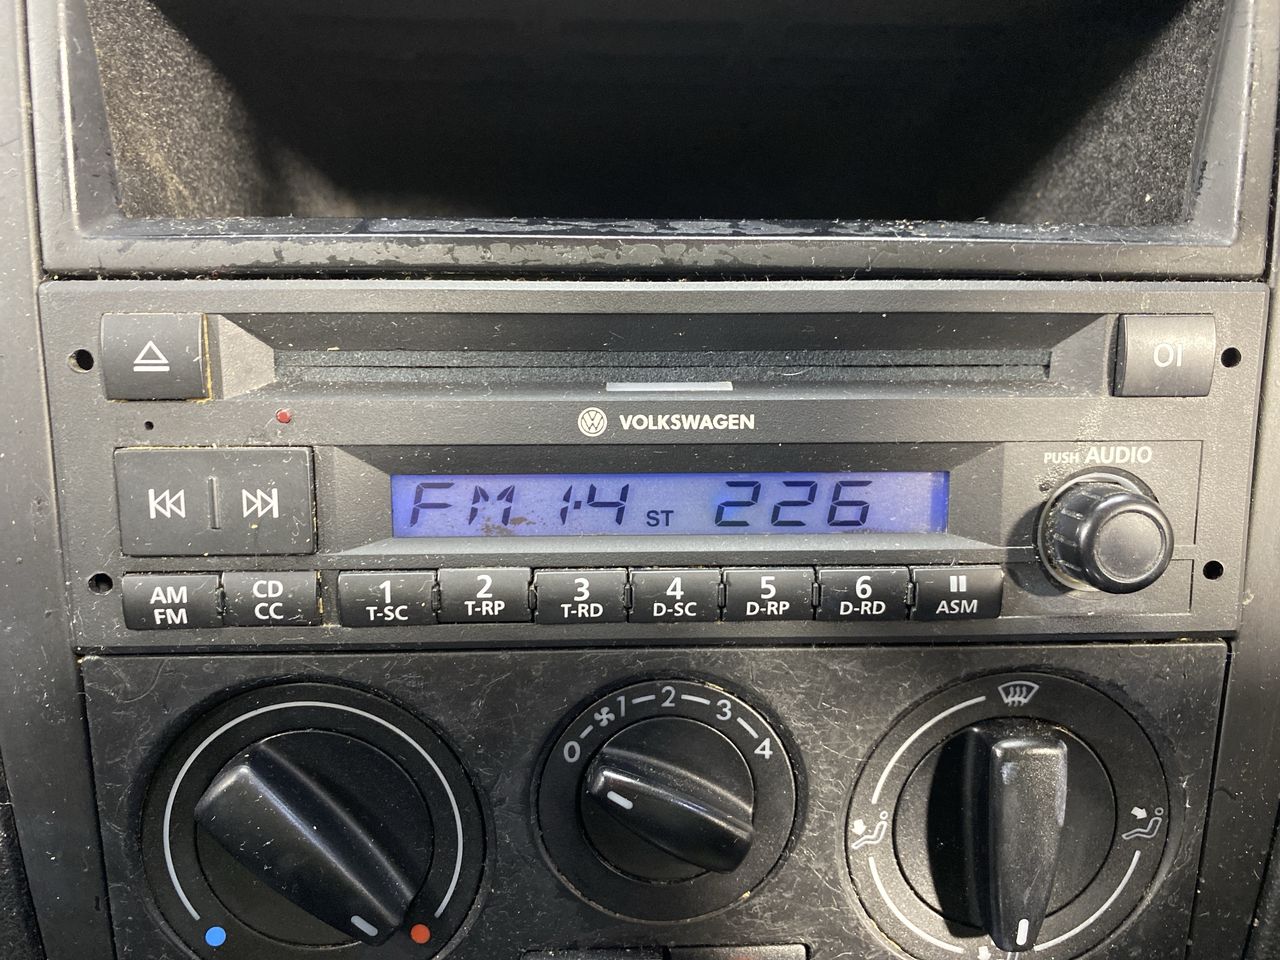 OI
VOLKSWAGEN
PUSH AUDIO
FM 1·4 ST 226
AM FM
CD CC
1 T-SC
2 T-RP
3 T-RD
4 D-SC
5 D-RP
6 D-RD
ASM
0 1 2 3 4